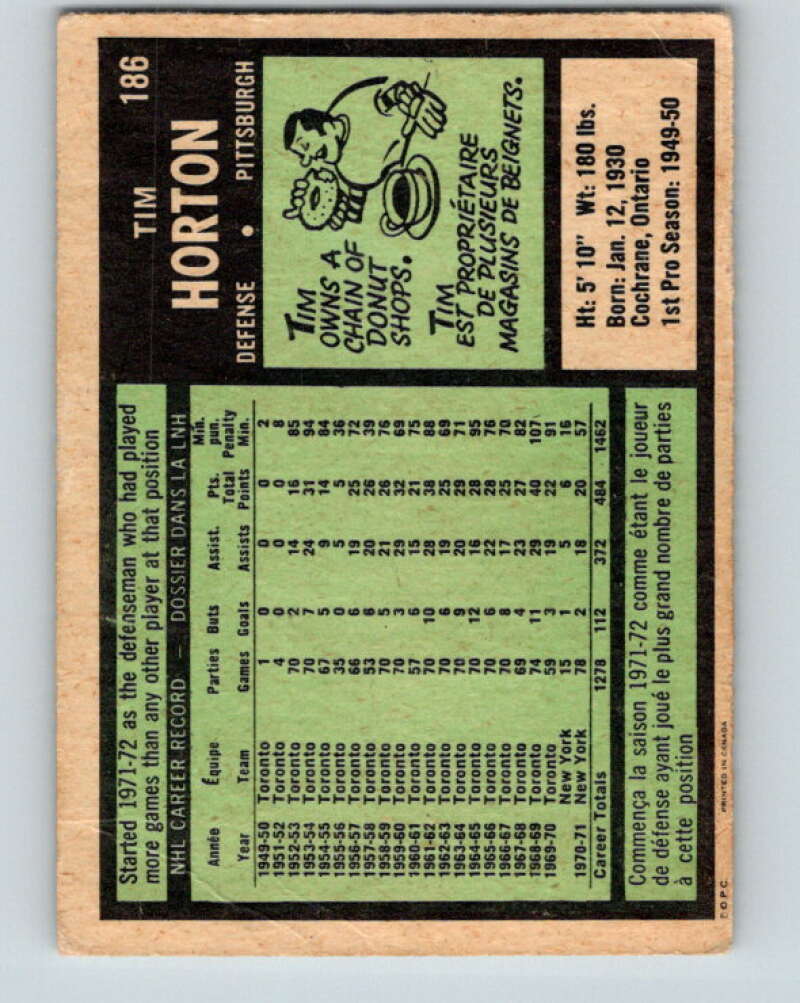 Started 1971-72 as the defenseman who had played
more games than any other player at that position
NHL CAREER RECORD — DOSSIER DANS LA LNH
Année Équipe Parties Buts Assist. Pts. Total Min. pun.
Year Team Games Goals Assists Points Penalty Min.
1949-50 Toronto 1 0 0 0 2
1951-52 Toronto 4 0 0 0 8
1952-53 Toronto 70 2 14 16 85
1953-54 Toronto 70 7 24 31 94
1954-55 Toronto 67 5 9 14 84
1955-56 Toronto 35 0 5 5 36
1956-57 Toronto 66 6 19 25 72
1957-58 Toronto 53 6 20 26 39
1958-59 Toronto 70 5 21 26 76
1959-60 Toronto 70 3 29 32 69
1960-61 Toronto 57 6 15 21 75
1961-62 Toronto 70 10 28 38 88
1962-63 Toronto 70 6 19 25 69
1963-64 Toronto 70 9 20 29 71
1964-65 Toronto 70 12 16 28 95
1965-66 Toronto 70 6 22 28 76
1966-67 Toronto 70 8 17 25 70
1967-68 Toronto 69 4 23 27 82
1968-69 Toronto 74 11 29 40 107
1969-70 Toronto 59 3 19 22 91
New York 15 1 5 6 16
1970-71 New York 78 2 18 20 57
Career Totals 1278 112 372 484 1462
Commença la saison 1971-72 comme étant le joueur
de défense ayant joué le plus grand nombre de parties
à cette position
186
TIM
HORTON
DEFENSE • PITTSBURGH
TIM
OWNS A
CHAIN OF
DONUT
SHOPS.
TIM
EST PROPRIÉTAIRE
DE PLUSIEURS
MAGASINS DE BEIGNETS.
Ht: 5' 10" Wt: 180 lbs.
Born: Jan. 12, 1930
Cochrane, Ontario
1st Pro Season: 1949-50
O.P.C. PRINTED IN CANADA